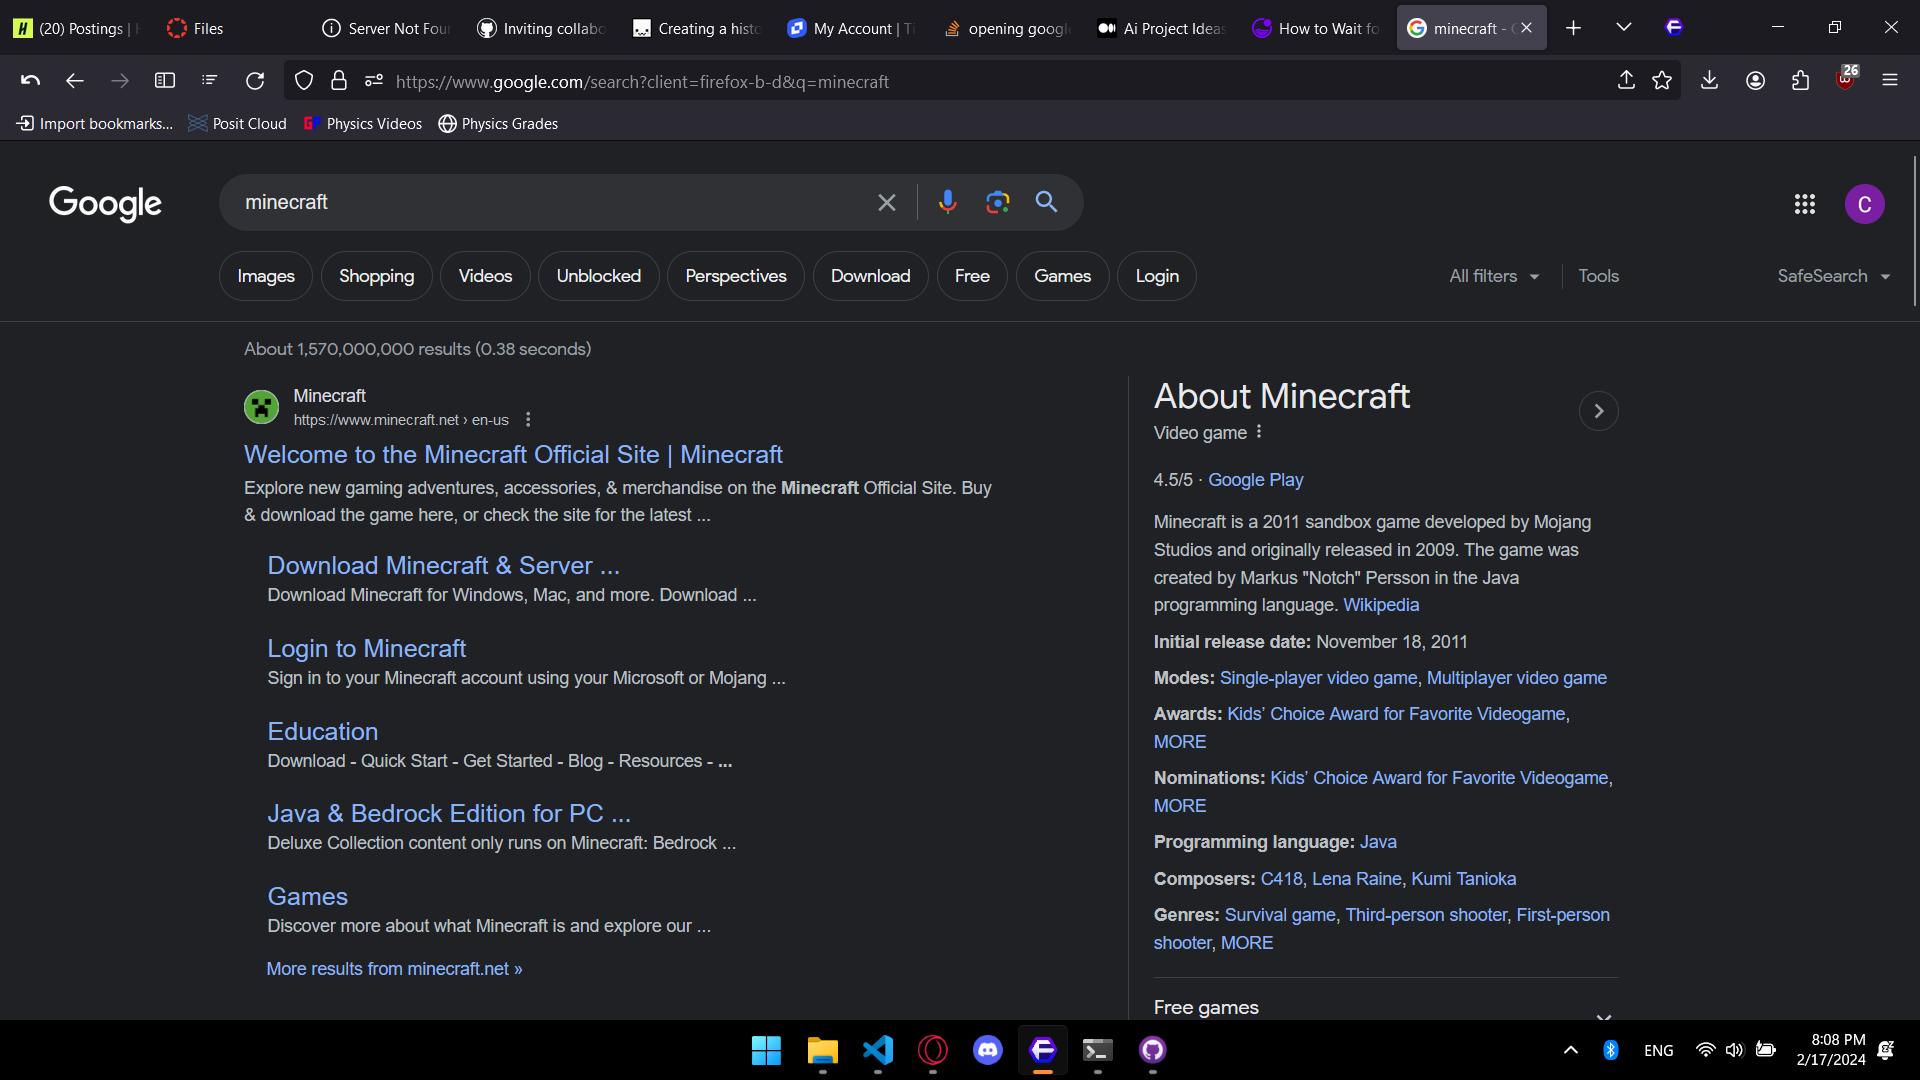 (20) Postings |
Files
Server Not Foun
Inviting collabo
Creating a histo
My Account | Ti
opening google
Ai Project Ideas
How to Wait fo
minecraft - G
https://www.google.com/search?client=firefox-b-d&q=minecraft
26
Import bookmarks...
Posit Cloud
Physics Videos
Physics Grades
Google
minecraft
C
Images
Shopping
Videos
Unblocked
Perspectives
Download
Free
Games
Login
All filters
Tools
SafeSearch
About 1,570,000,000 results (0.38 seconds)
Minecraft
https://www.minecraft.net › en-us
Welcome to the Minecraft Official Site | Minecraft
Explore new gaming adventures, accessories, & merchandise on the Minecraft Official Site. Buy
& download the game here, or check the site for the latest ...
Download Minecraft & Server ...
Download Minecraft for Windows, Mac, and more. Download ...
Login to Minecraft
Sign in to your Minecraft account using your Microsoft or Mojang ...
Education
Download - Quick Start - Get Started - Blog - Resources - ...
Java & Bedrock Edition for PC ...
Deluxe Collection content only runs on Minecraft: Bedrock ...
Games
Discover more about what Minecraft is and explore our ...
More results from minecraft.net »
About Minecraft
Video game
4.5/5 · Google Play
Minecraft is a 2011 sandbox game developed by Mojang
Studios and originally released in 2009. The game was
created by Markus "Notch" Persson in the Java
programming language. Wikipedia
Initial release date: November 18, 2011
Modes: Single-player video game, Multiplayer video game
Awards: Kids’ Choice Award for Favorite Videogame,
MORE
Nominations: Kids’ Choice Award for Favorite Videogame,
MORE
Programming language: Java
Composers: C418, Lena Raine, Kumi Tanioka
Genres: Survival game, Third-person shooter, First-person
shooter, MORE
Free games
ENG
8:08 PM
2/17/2024